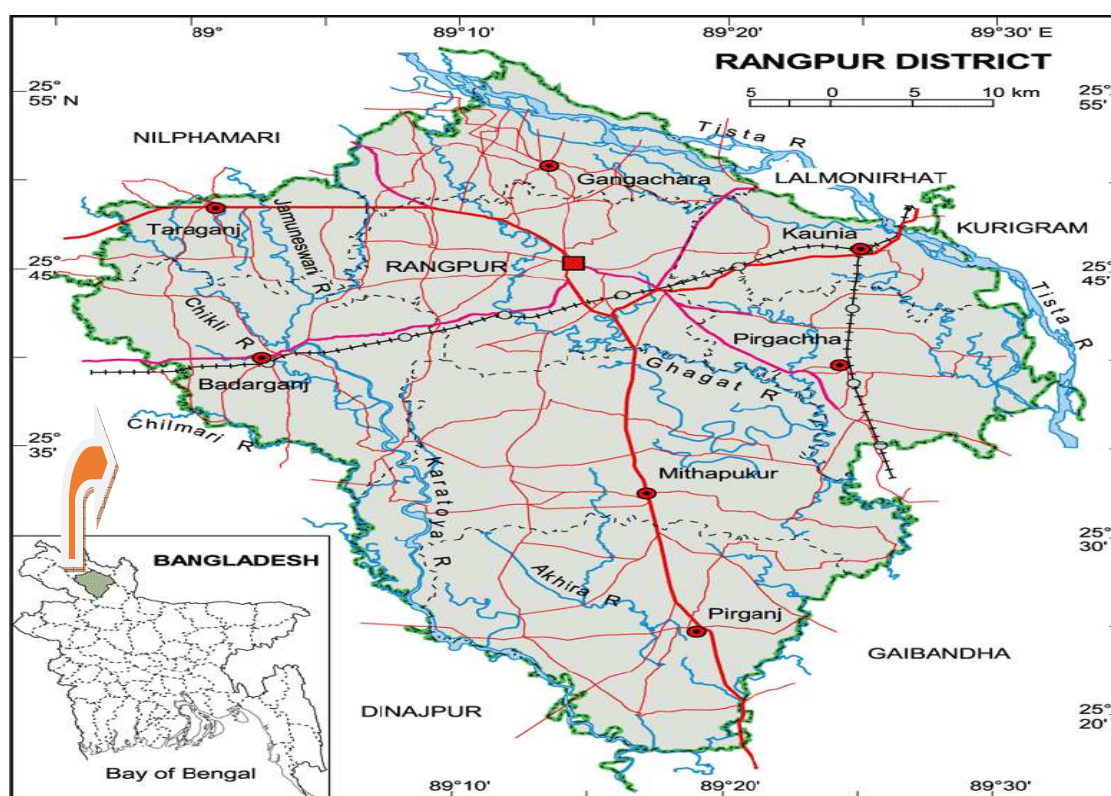 89° 89° 10' 89° 20' 89° 30' E
RANGPUR DISTRICT
5 0 5 10 km
25°
55' N
25°
55'
NILPHAMARI
Tista R
LALMONIRHAT
Gangachara
KURIGRAM
Taraganj
Jamuneswari R
Kaunia
RANGPUR
25°
45'
25°
45'
Chikli R
Tista R
Pirgachha
Ghagat R
Badarganj
Chilmari R
25°
35'
Karatoya R
Mithapukur
25°
30'
BANGLADESH
Akhira R
Pirganj
GAIBANDHA
DINAJPUR
25°
20'
Bay of Bengal
89° 10' 89° 20' 89° 30'